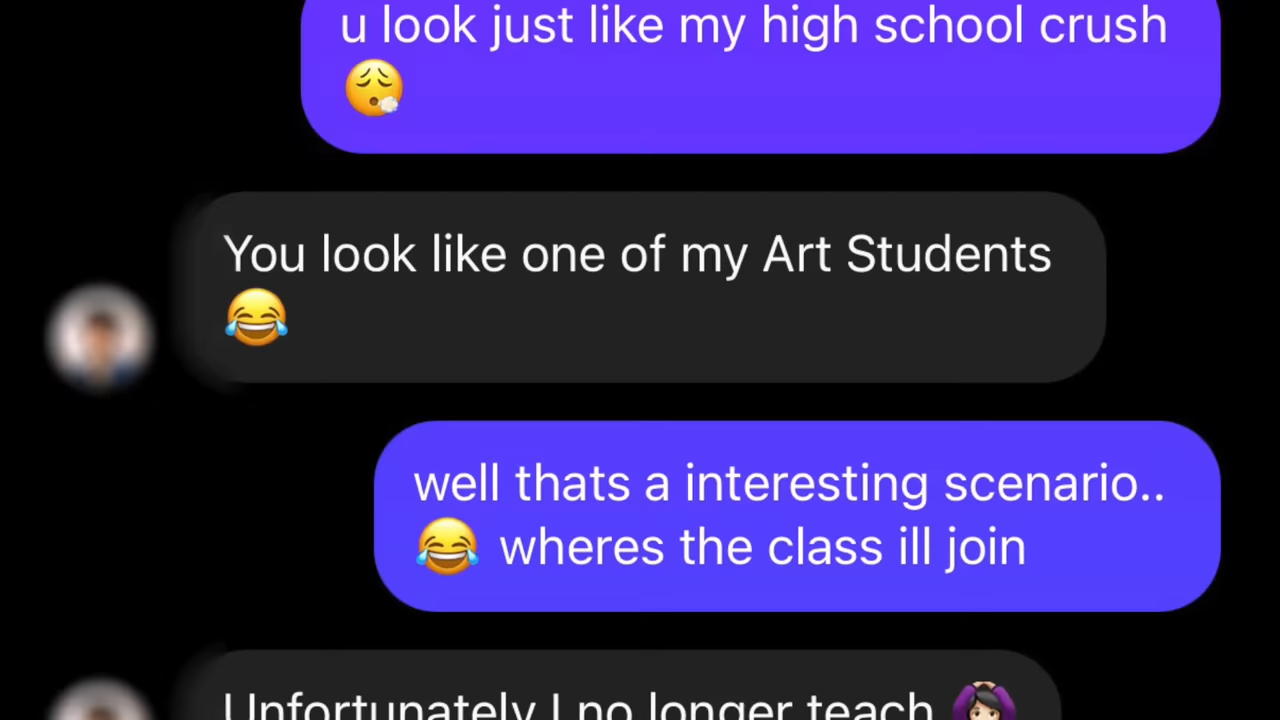 u look just like my high school crush
😮‍💨
You look like one of my Art Students
😂
well thats a interesting scenario..
😂 wheres the class ill join
Unfortunately I no longer teach 🙆🏻‍♀️